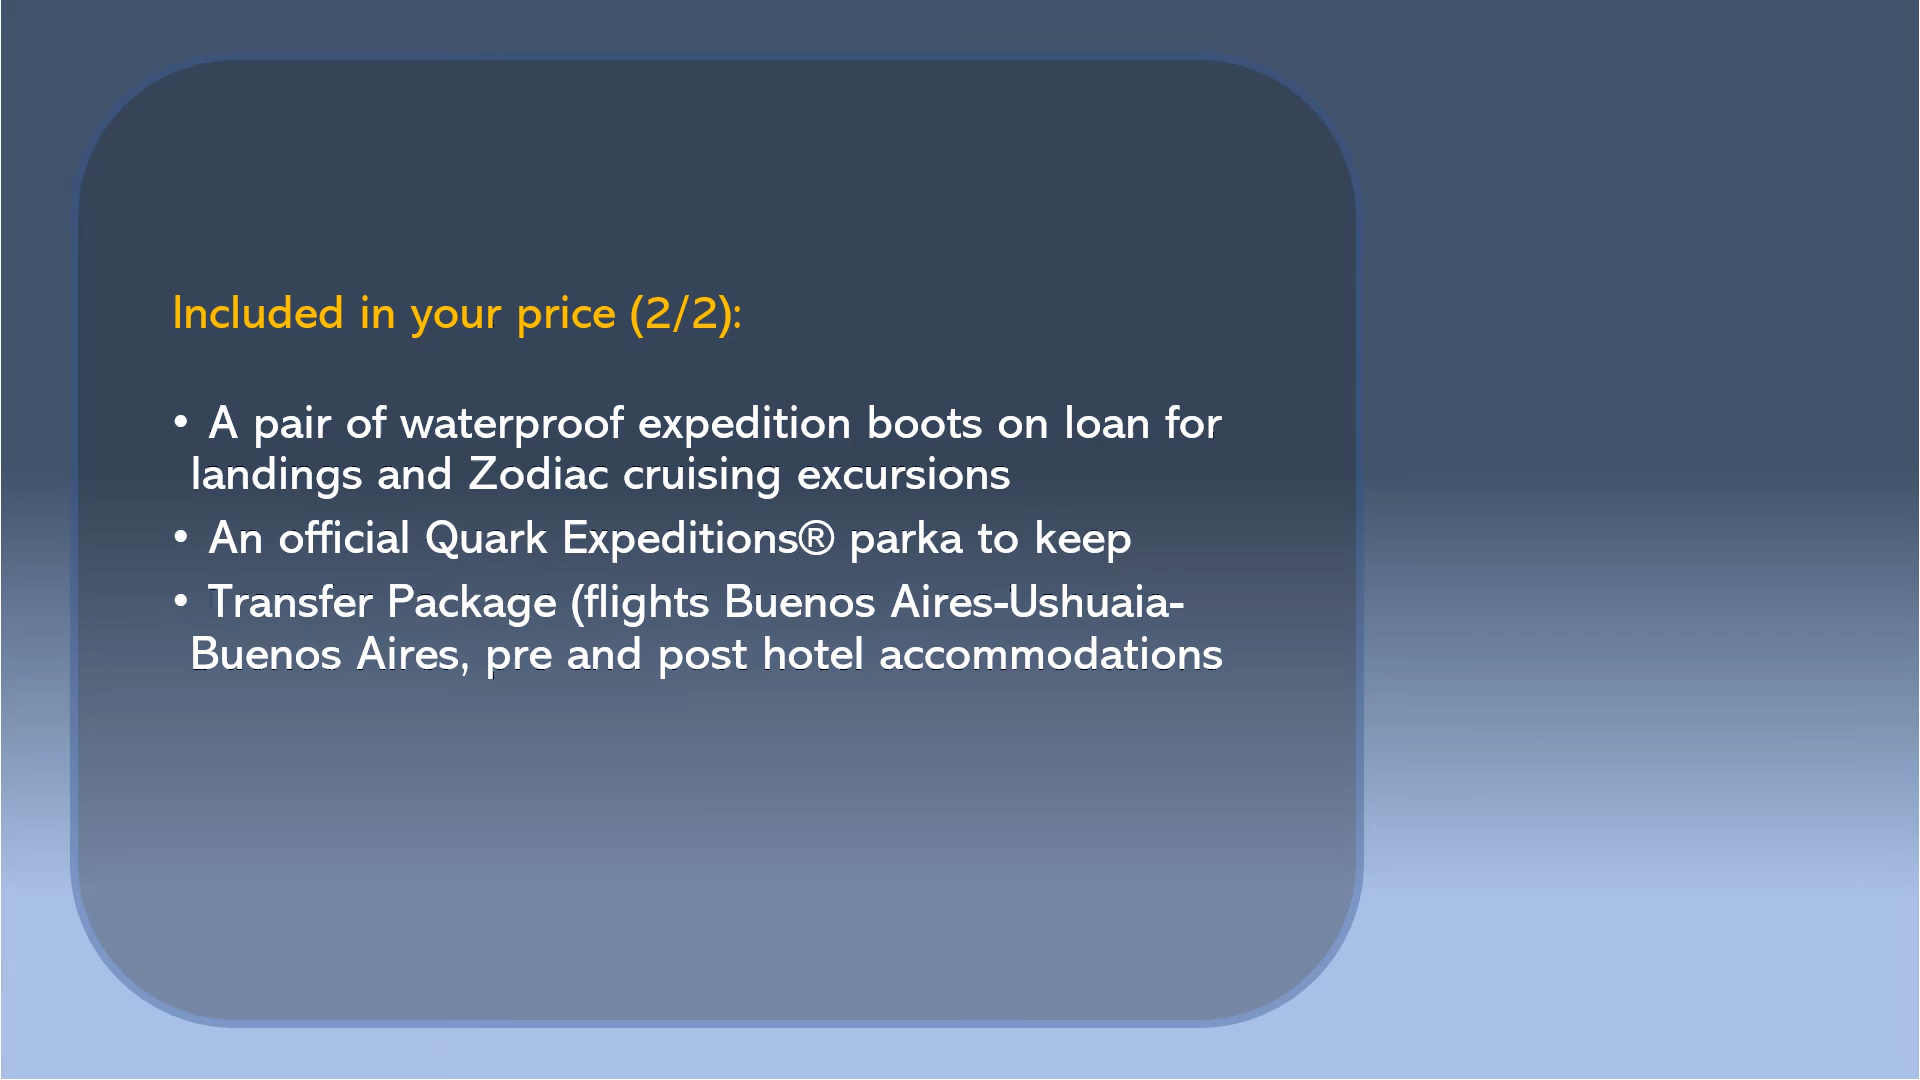 Included in your price (2/2):
• A pair of waterproof expedition boots on loan for
landings and Zodiac cruising excursions
• An official Quark Expeditions® parka to keep
• Transfer Package (flights Buenos Aires-Ushuaia-
Buenos Aires, pre and post hotel accommodations